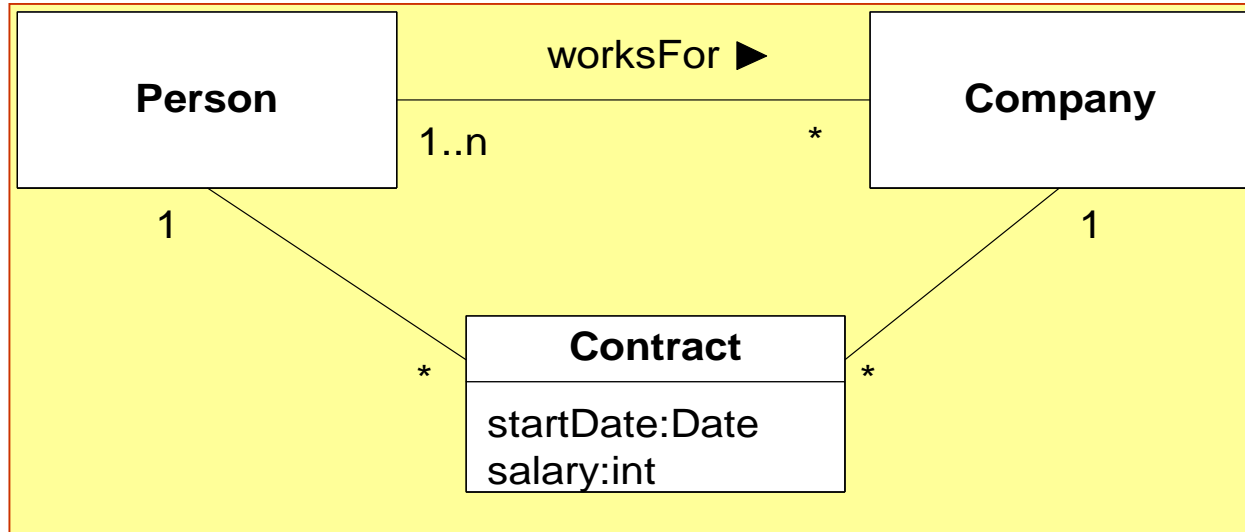 worksFor ►
Person
Company
1..n
*
1
1
Contract
*
*
startDate:Date
salary:int